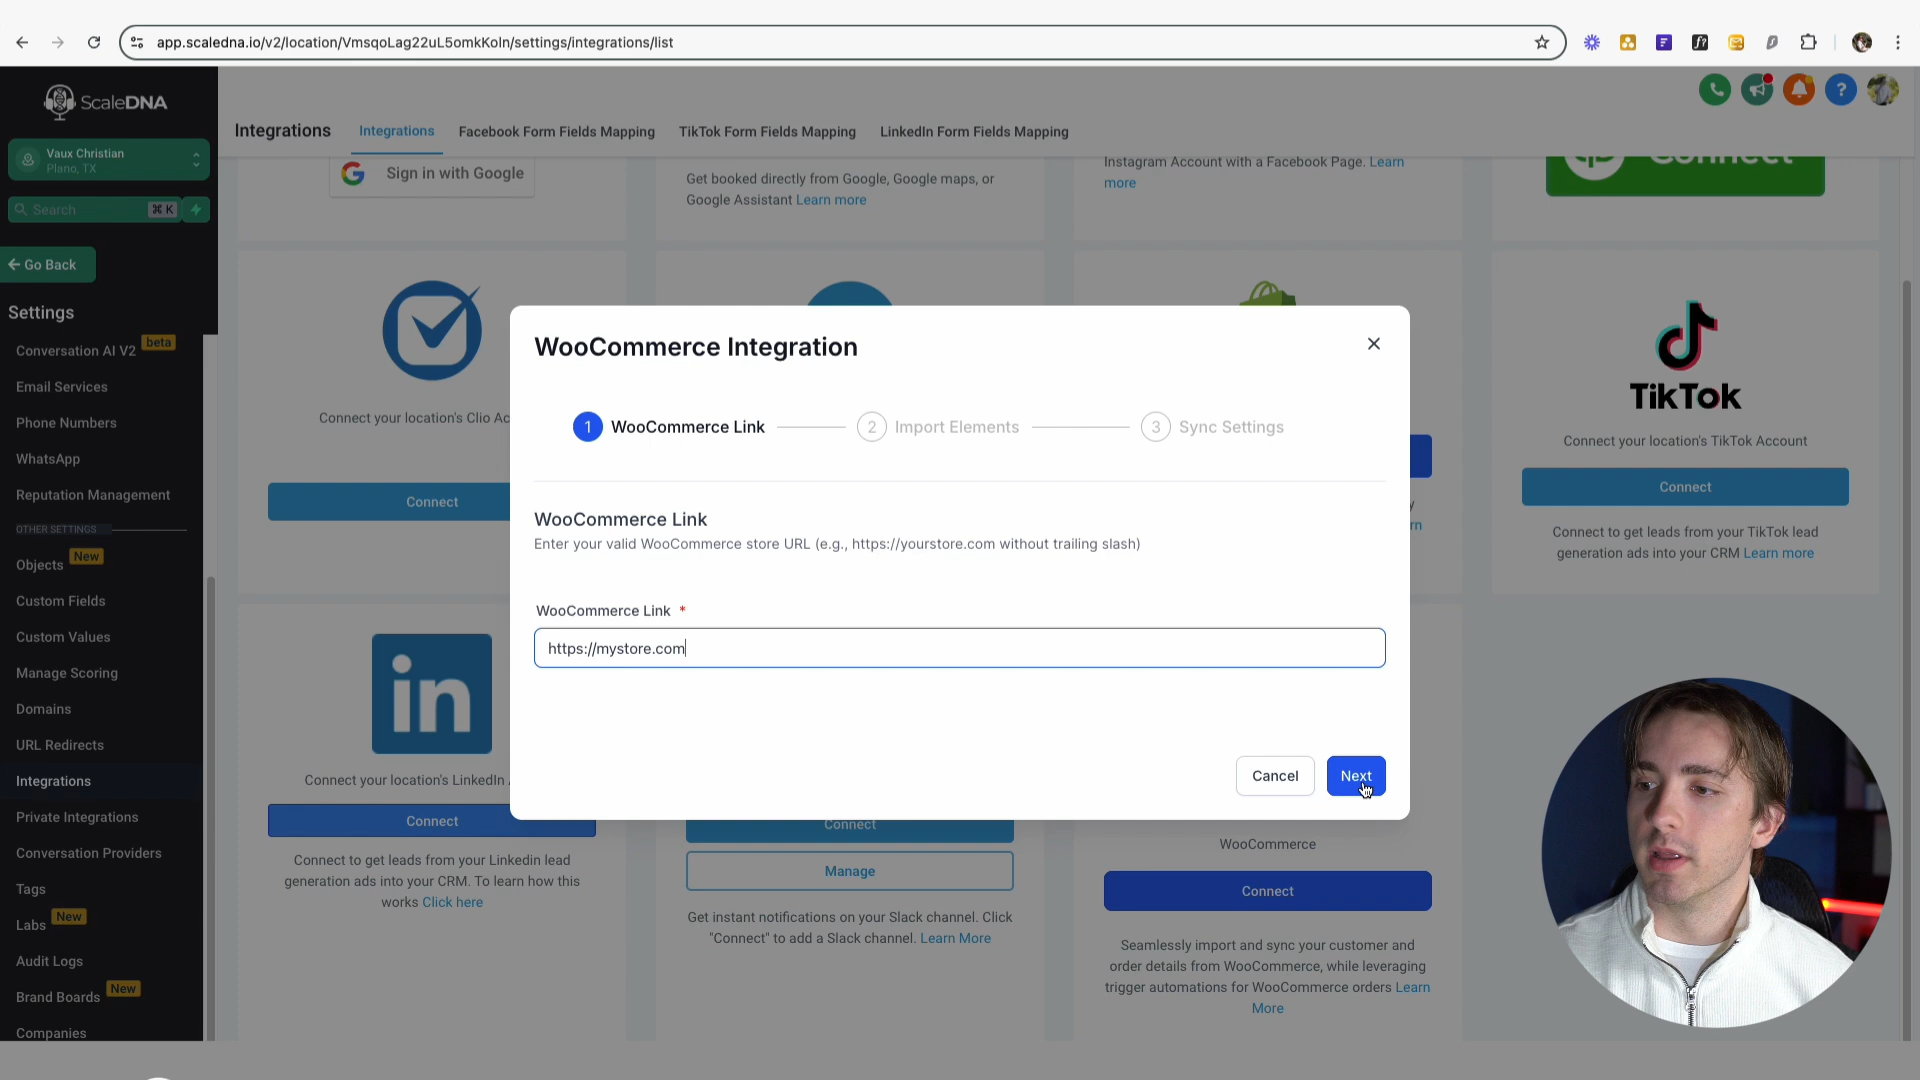 app.scaledna.io/v2/location/VmsqoLag22uL5omkKoln/settings/integrations/list
ScaleDNA
Vaux Christian
Plano, TX
Search
⌘ K
Go Back
Settings
Conversation AI V2
beta
Email Services
Phone Numbers
WhatsApp
Reputation Management
OTHER SETTINGS
Objects
New
Custom Fields
Custom Values
Manage Scoring
Domains
URL Redirects
Integrations
Private Integrations
Conversation Providers
Tags
Labs
New
Audit Logs
Brand Boards
New
Companies
Integrations
Integrations
Facebook Form Fields Mapping
TikTok Form Fields Mapping
LinkedIn Form Fields Mapping
Sign in with Google
Get booked directly from Google, Google maps, or
Google Assistant Learn more
Instagram Account with a Facebook Page. Learn
more
Connect
Connect your location's Clio Ac
Connect
TikTok
Connect your location's TikTok Account
Connect
Connect to get leads from your TikTok lead
generation ads into your CRM Learn more
WooCommerce Integration
1
WooCommerce Link
2
Import Elements
3
Sync Settings
WooCommerce Link
Enter your valid WooCommerce store URL (e.g., https://yourstore.com without trailing slash)
WooCommerce Link *
https://mystore.com
Cancel
Next
in
Connect your location's LinkedIn
Connect
Connect to get leads from your Linkedin lead
generation ads into your CRM. To learn how this
works Click here
Connect
Manage
Get instant notifications on your Slack channel. Click
"Connect" to add a Slack channel. Learn More
WooCommerce
Connect
Seamlessly import and sync your customer and
order details from WooCommerce, while leveraging
trigger automations for WooCommerce orders Learn
More